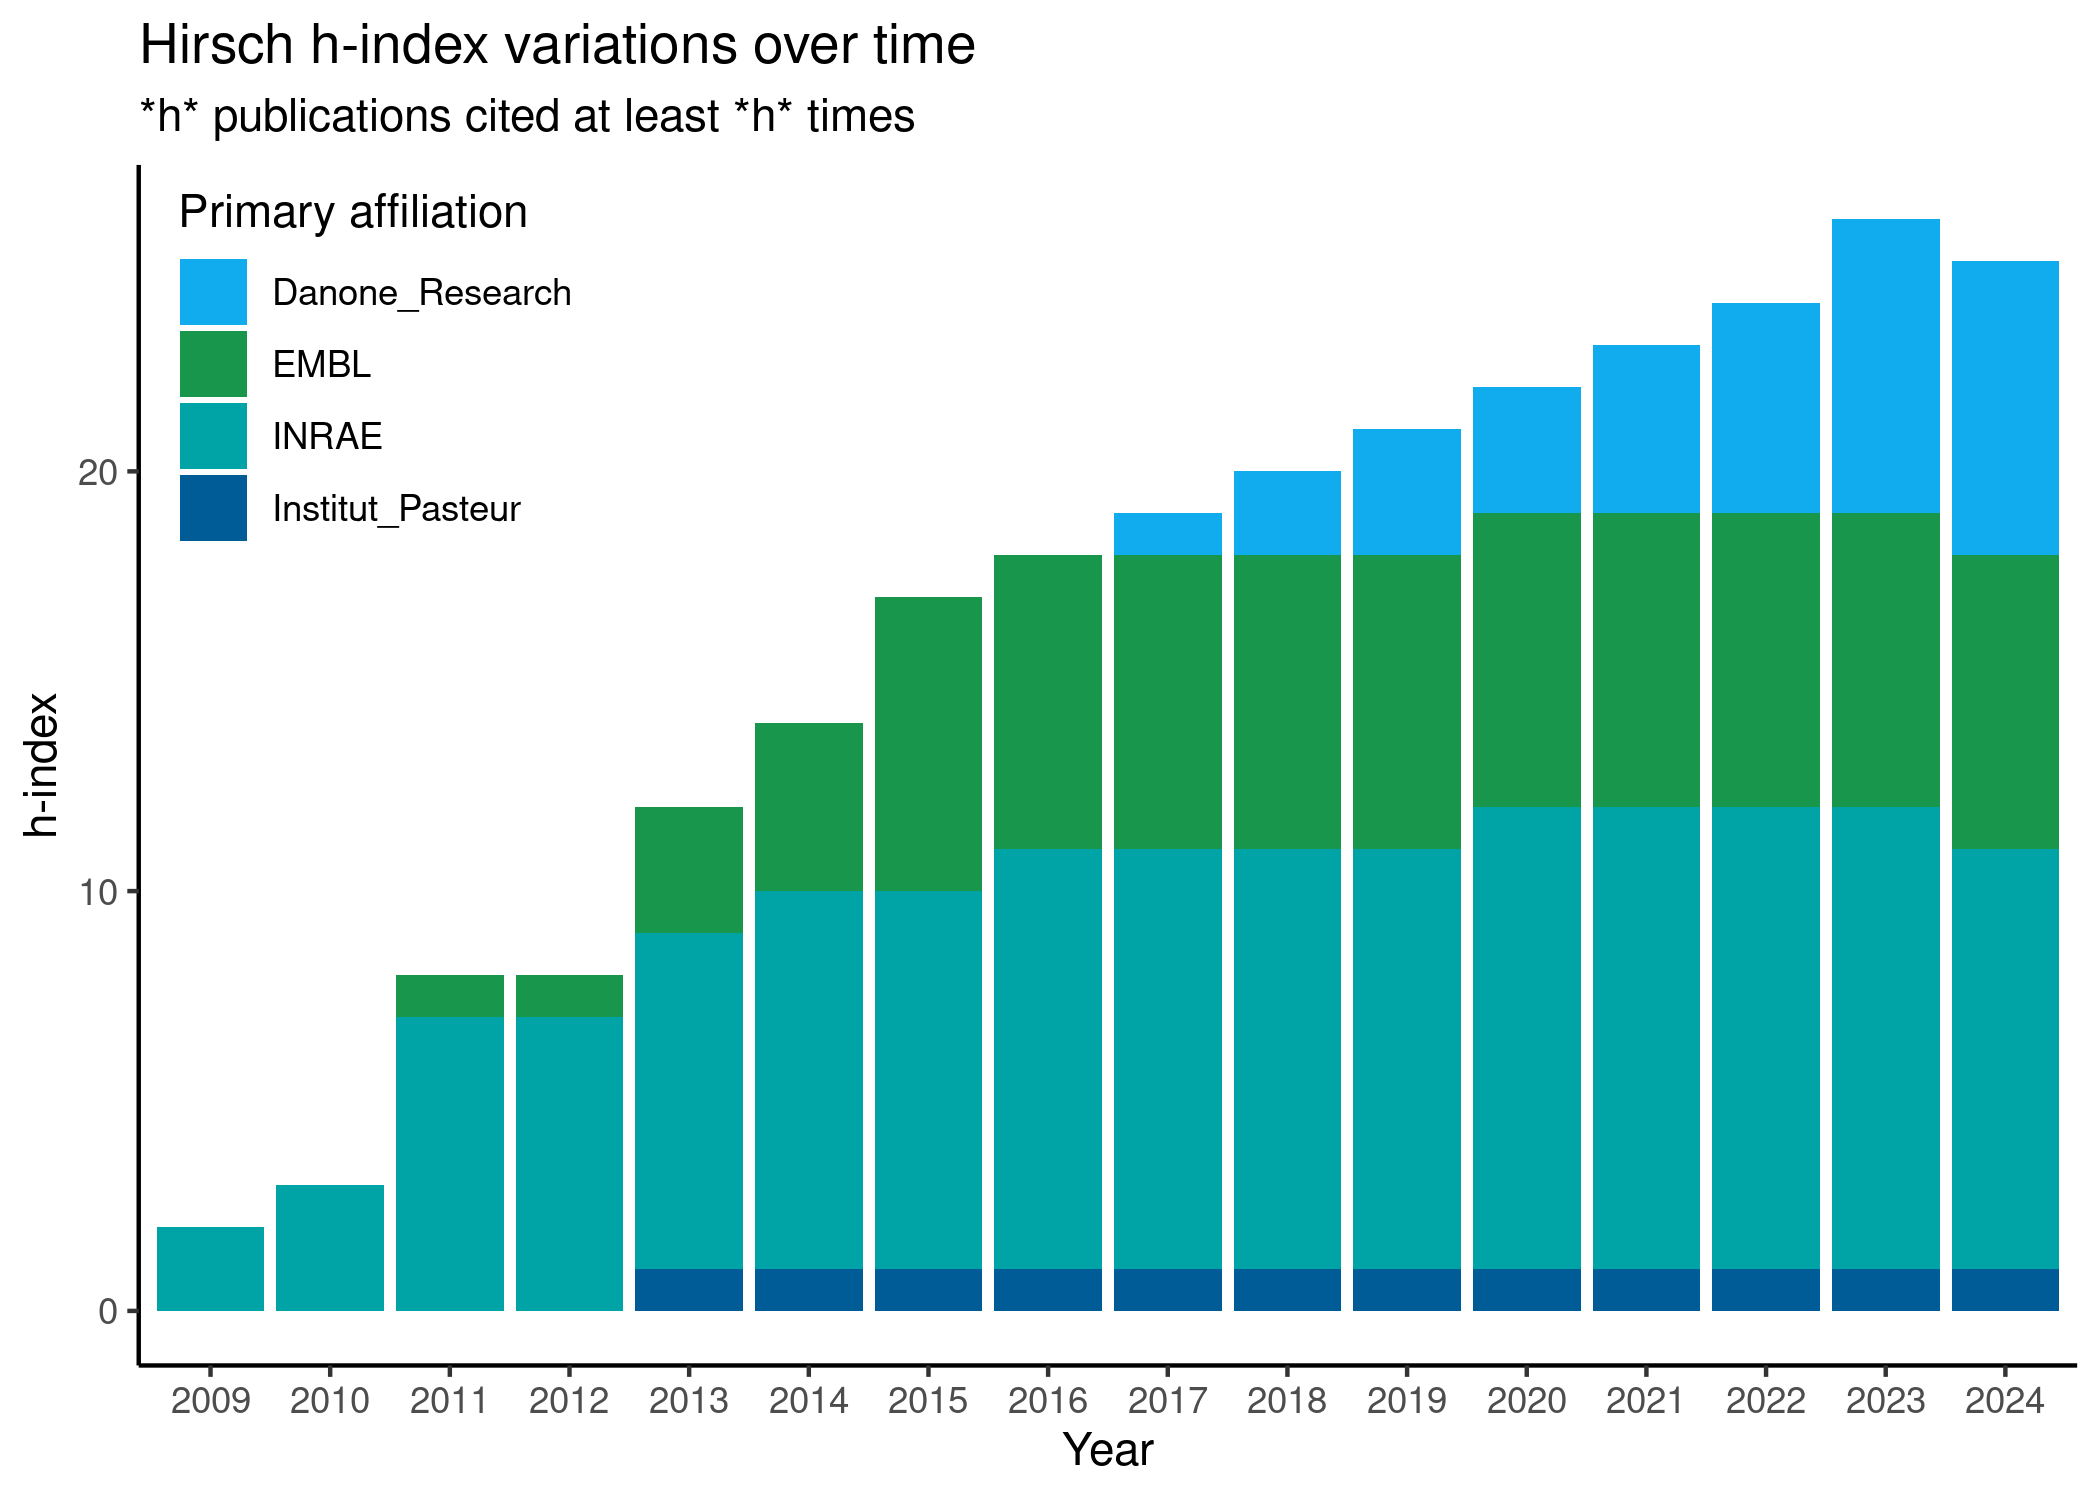 Hirsch h-index variations over time
*h* publications cited at least *h* times
Primary affiliation
Danone_Research
EMBL
INRAE
Institut_Pasteur
h-index
20
10
0
2009 2010 2011 2012 2013 2014 2015 2016 2017 2018 2019 2020 2021 2022 2023 2024
Year